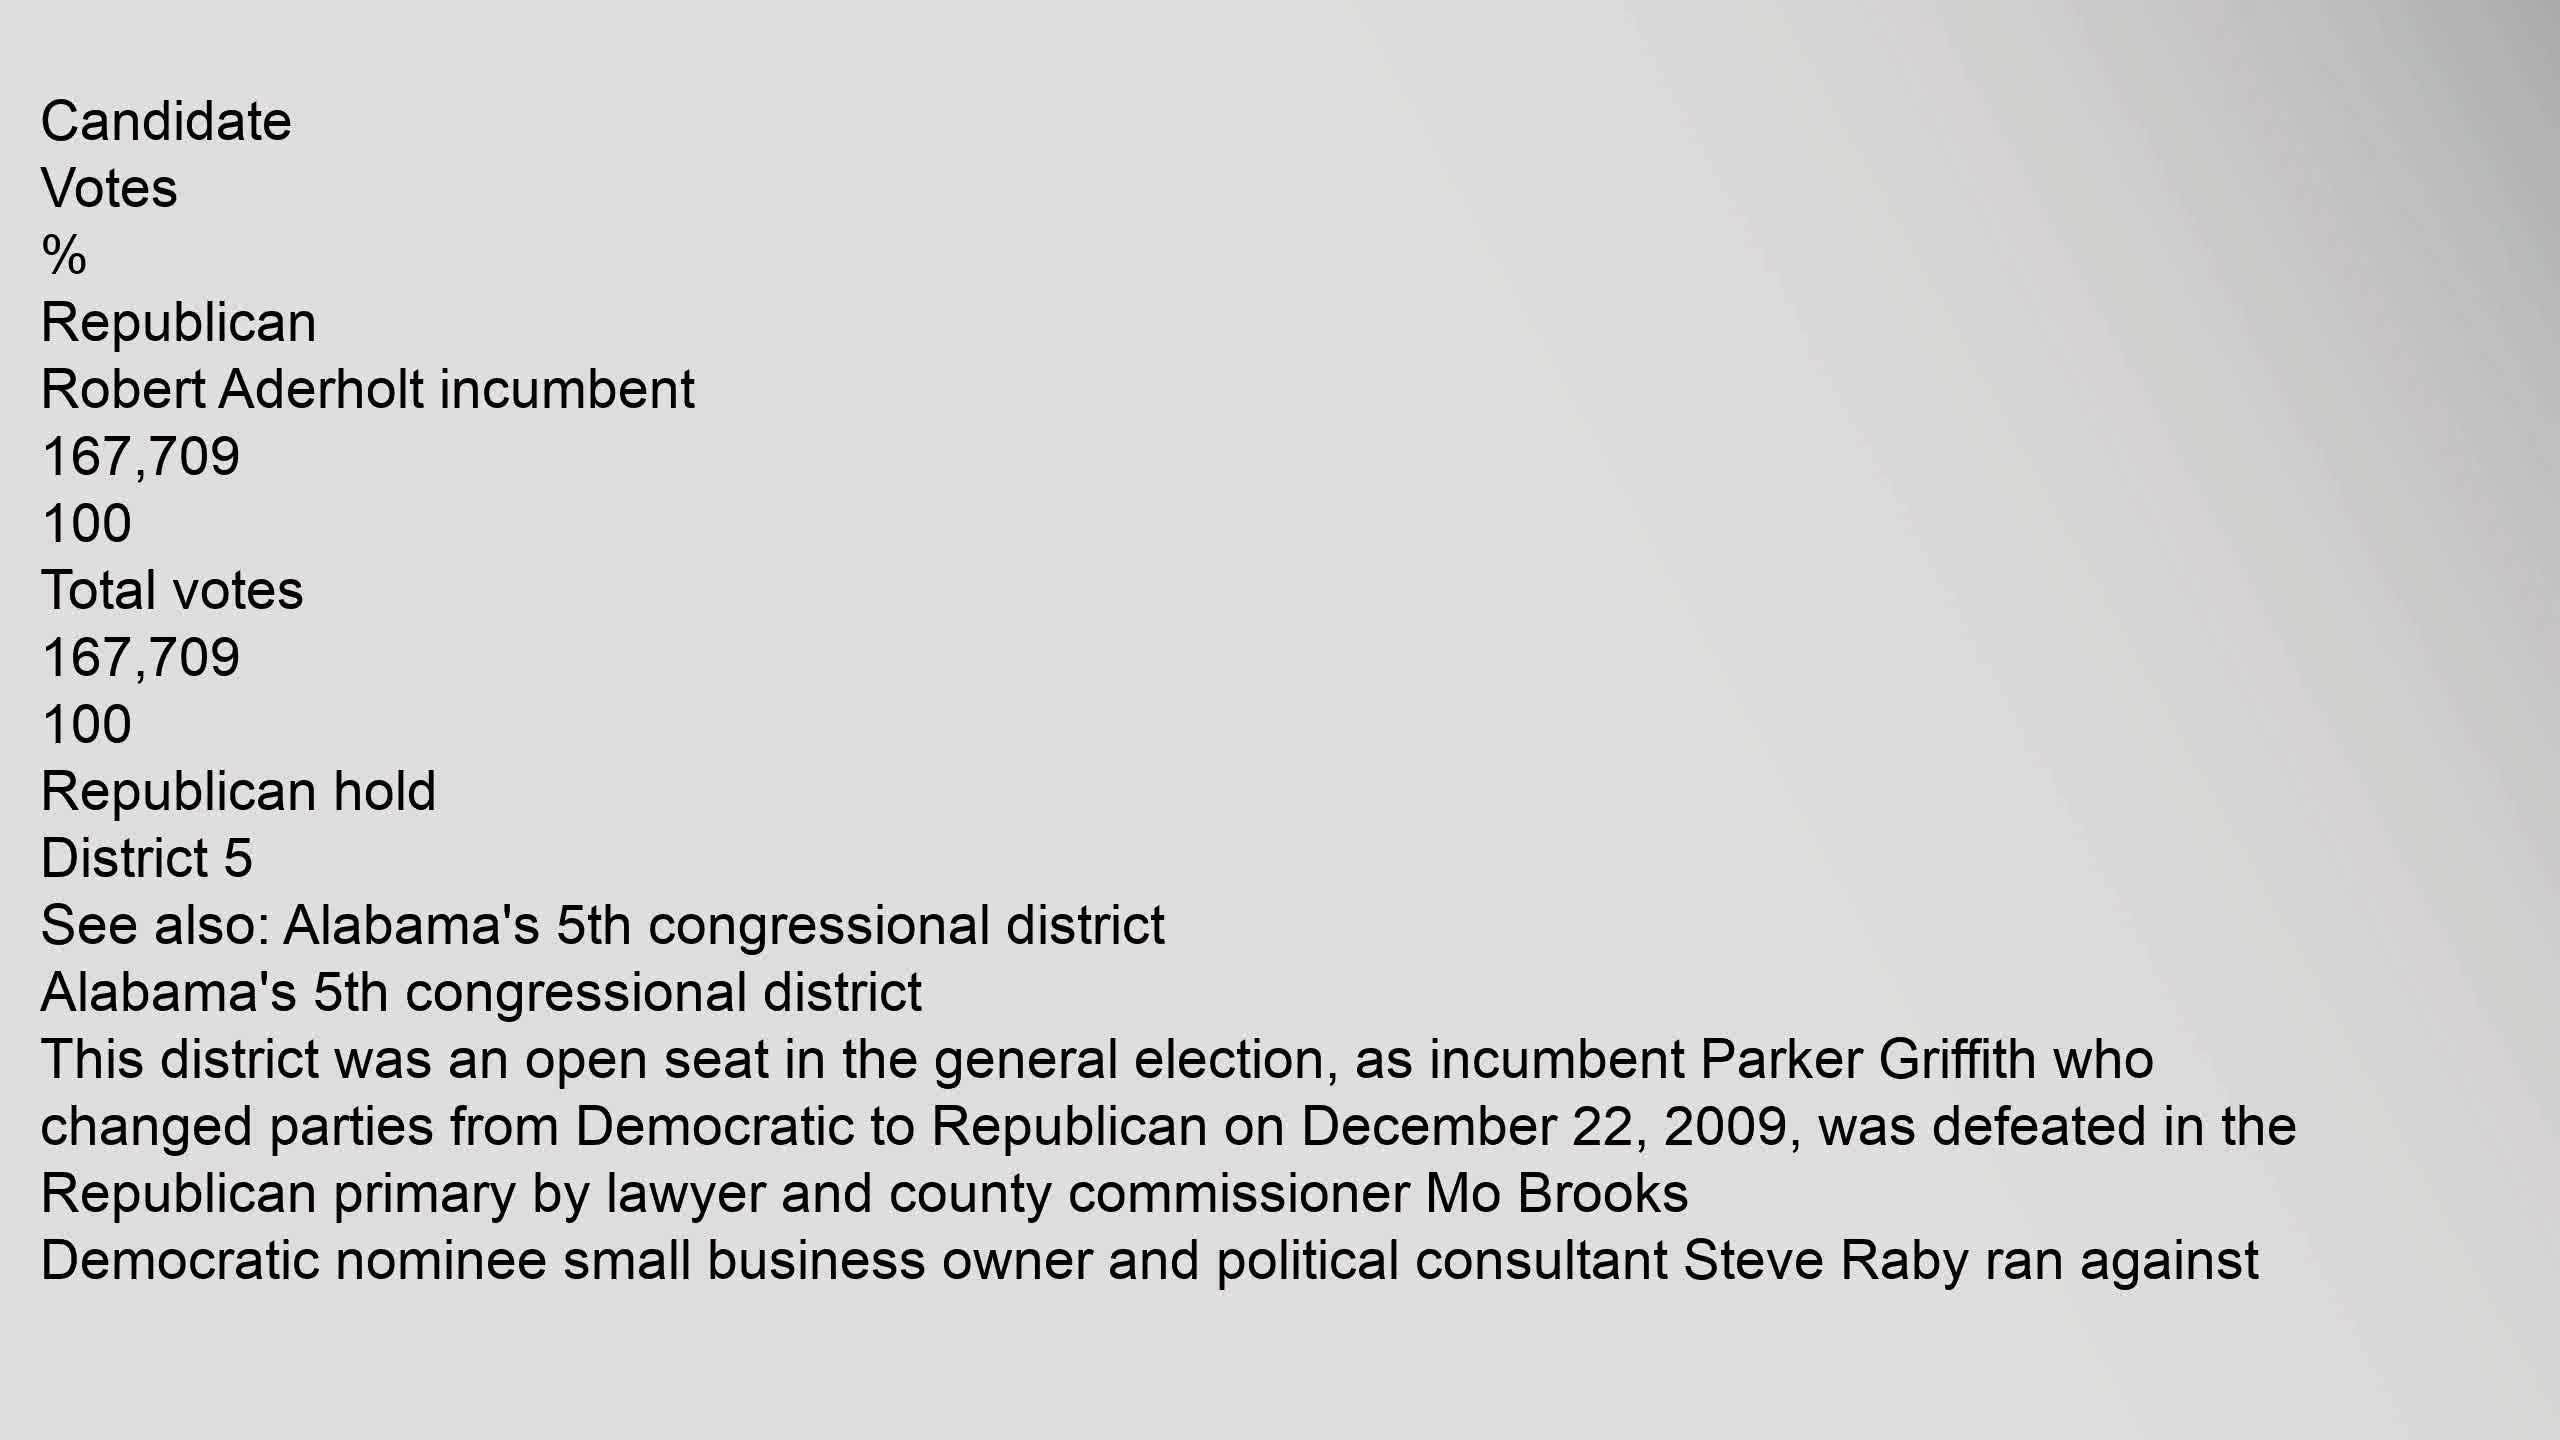 Candidate
Votes
%
Republican
Robert Aderholt incumbent
167,709
100
Total votes
167,709
100
Republican hold
District 5
See also: Alabama's 5th congressional district
Alabama's 5th congressional district
This district was an open seat in the general election, as incumbent Parker Griffith who
changed parties from Democratic to Republican on December 22, 2009, was defeated in the
Republican primary by lawyer and county commissioner Mo Brooks
Democratic nominee small business owner and political consultant Steve Raby ran against